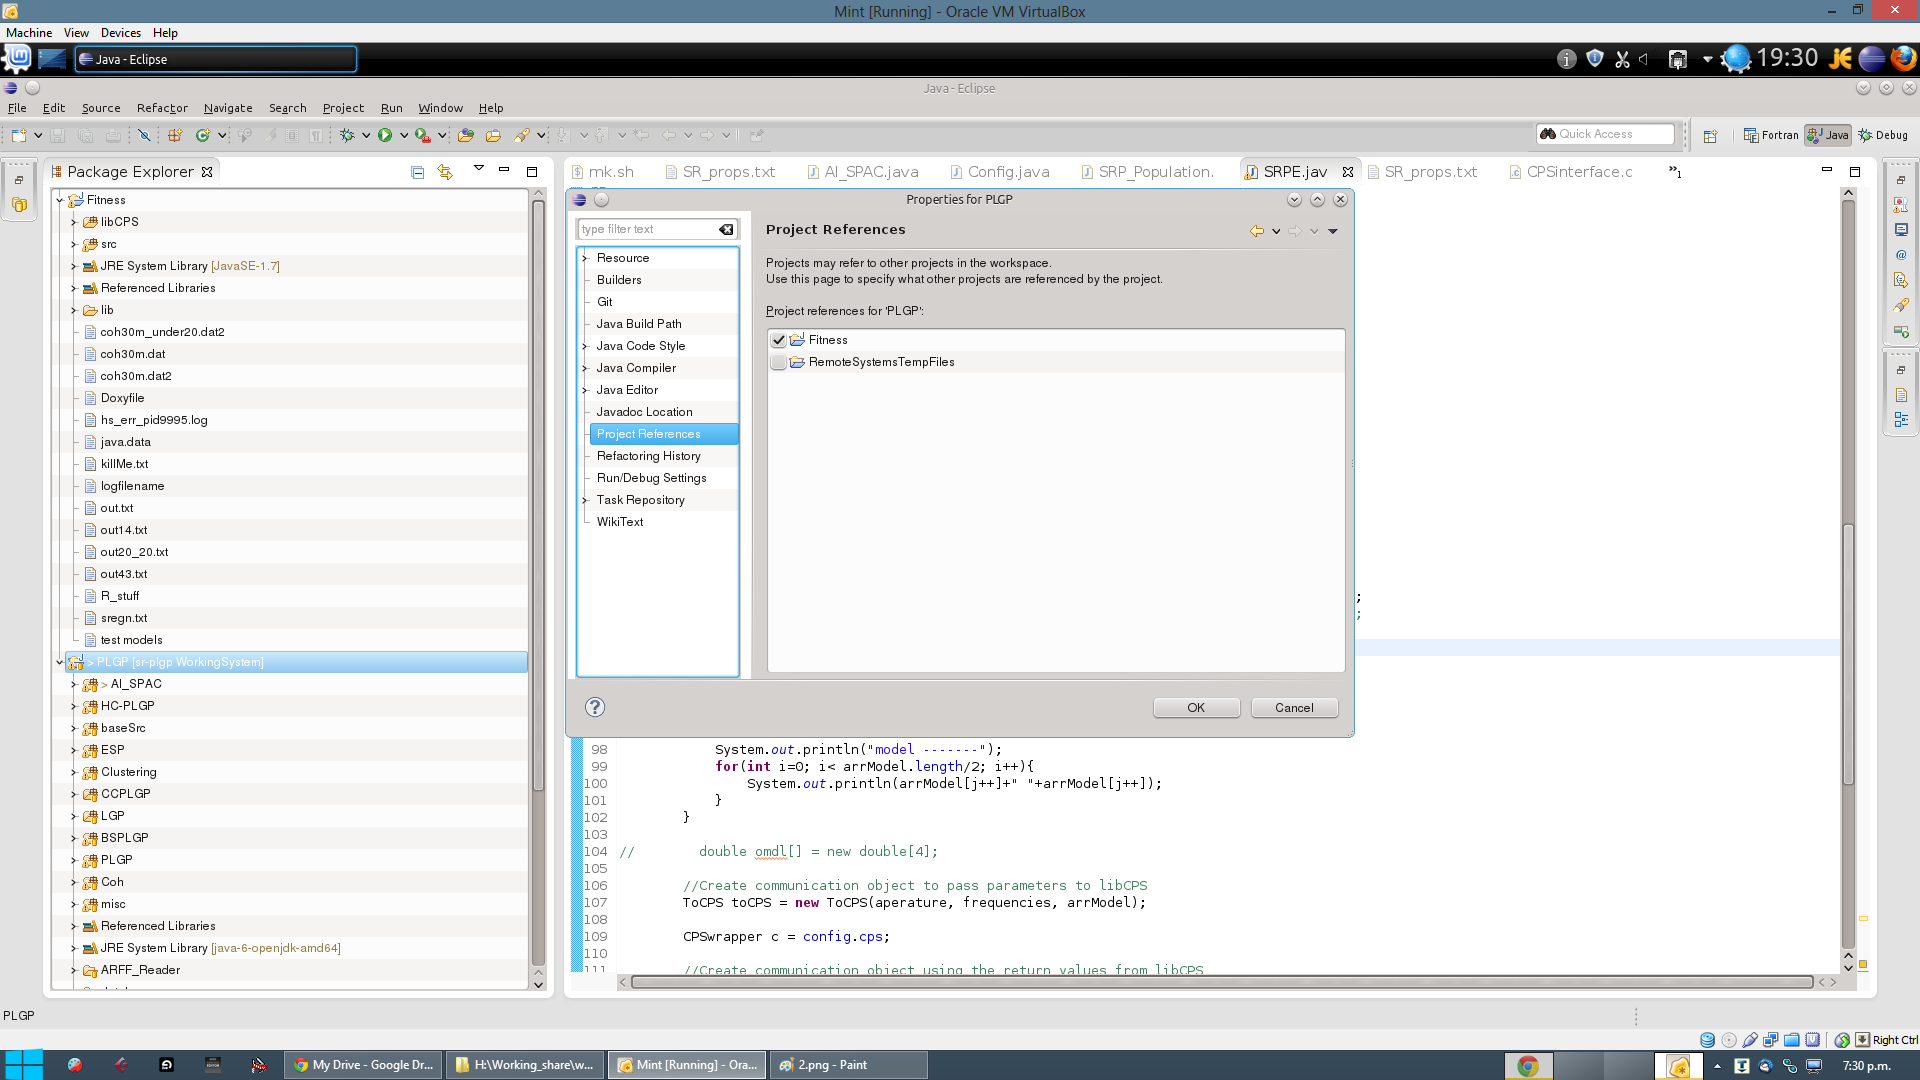 Mint [Running] - Oracle VM VirtualBox
Machine View Devices Help
Java - Eclipse
19:30
Java - Eclipse
File Edit Source Refactor Navigate Search Project Run Window Help
Quick Access
Fortran
Java
Debug
Package Explorer
mk.sh
SR_props.txt
AI_SPAC.java
Config.java
SRP_Population.
SRPE.jav
SR_props.txt
CPSinterface.c
»1
Fitness
libCPS
src
JRE System Library [JavaSE-1.7]
Referenced Libraries
lib
coh30m_under20.dat2
coh30m.dat
coh30m.dat2
Doxyfile
hs_err_pid9995.log
java.data
killMe.txt
logfilename
out.txt
out14.txt
out20_20.txt
out43.txt
R_stuff
sregn.txt
test models
> PLGP [sr-plgp WorkingSystem]
> AI_SPAC
HC-PLGP
baseSrc
ESP
Clustering
CCPLGP
LGP
BSPLGP
PLGP
Coh
misc
Referenced Libraries
JRE System Library [java-6-openjdk-amd64]
ARFF_Reader
Properties for PLGP
type filter text
Resource
Builders
Git
Java Build Path
Java Code Style
Java Compiler
Java Editor
Javadoc Location
Project References
Refactoring History
Run/Debug Settings
Task Repository
WikiText
Project References
Projects may refer to other projects in the workspace.
Use this page to specify what other projects are referenced by the project.
Project references for 'PLGP':
Fitness
RemoteSystemsTempFiles
OK
Cancel
;
;
98 System.out.println("model -------");
99 for(int i=0; i< arrModel.length/2; i++){
100 System.out.println(arrModel[j++]+" "+arrModel[j++]);
101 }
102 }
103
104 // double omdl[] = new double[4];
105
106 //Create communication object to pass parameters to libCPS
107 ToCPS toCPS = new ToCPS(aperature, frequencies, arrModel);
108
109 CPSwrapper c = config.cps;
110
111 //Create communication object using the return values from libCPS
PLGP
Right Ctrl
My Drive - Google Dr...
H:\Working_share\w...
Mint [Running] - Ora...
2.png - Paint
7:30 p.m.